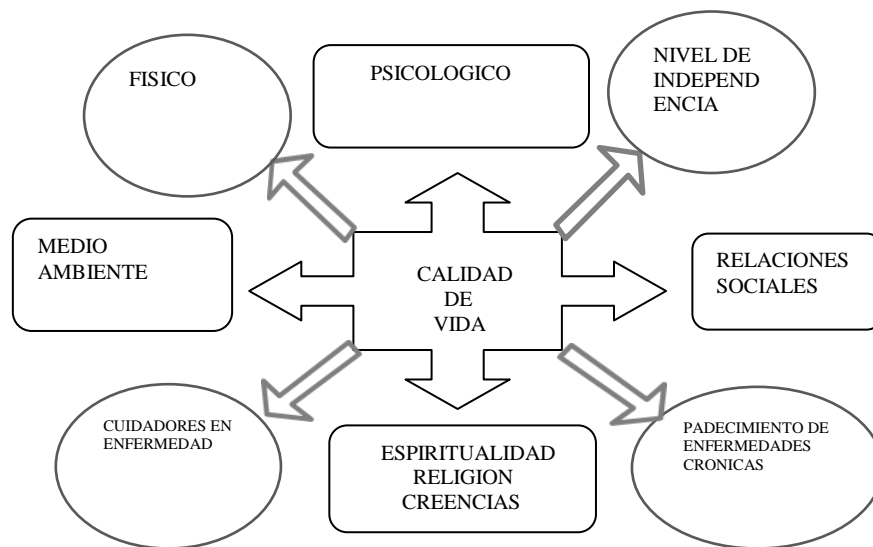 FISICO
PSICOLOGICO
NIVEL DE
INDEPEND
ENCIA
MEDIO
AMBIENTE
CALIDAD
DE
VIDA
RELACIONES
SOCIALES
CUIDADORES EN
ENFERMEDAD
ESPIRITUALIDAD
RELIGION
CREENCIAS
PADECIMIENTO DE
ENFERMEDADES
CRONICAS